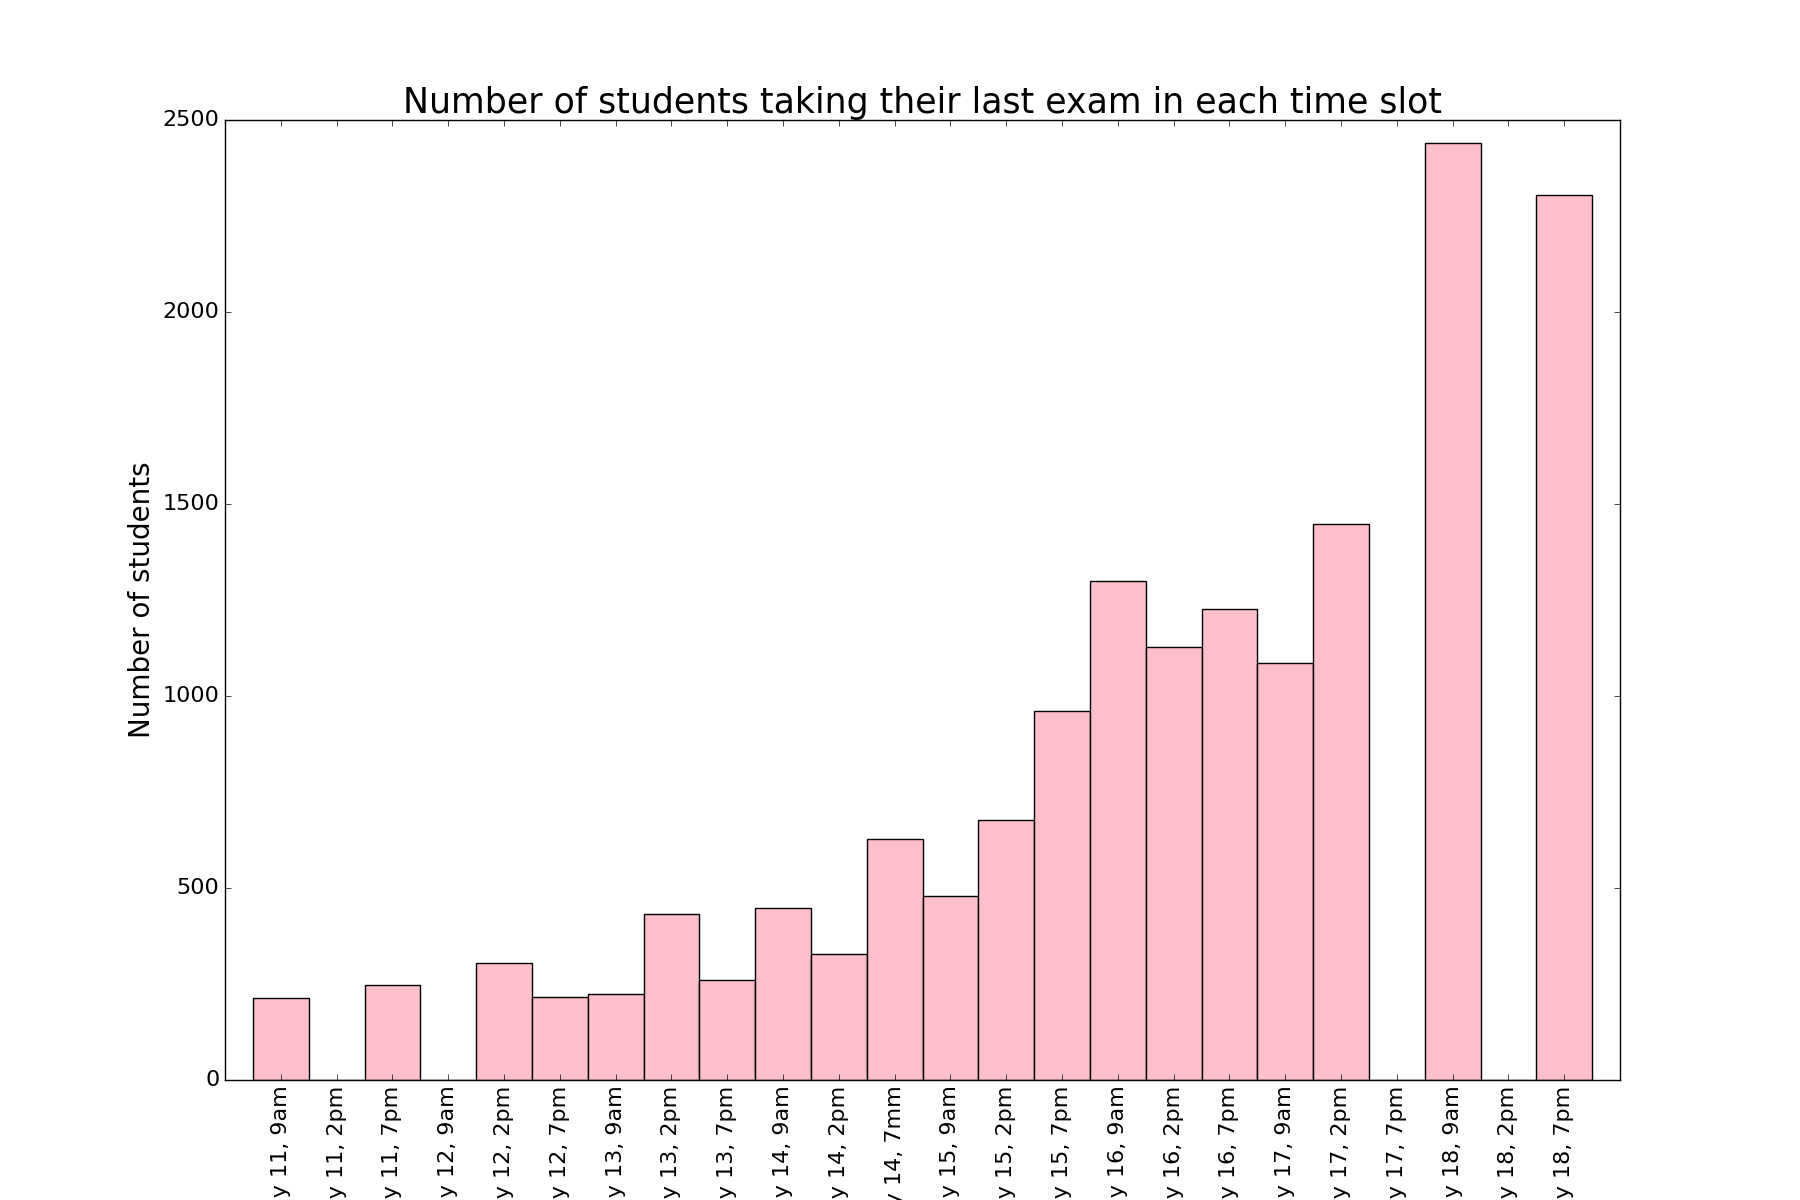 Number of students taking their last exam in each time slot
Number of students
2500
2000
1500
1000
500
0
y 11, 9am
y 11, 2pm
y 11, 7pm
y 12, 9am
y 12, 2pm
y 12, 7pm
y 13, 9am
y 13, 2pm
y 13, 7pm
y 14, 9am
y 14, 2pm
y 14, 7mm
y 15, 9am
y 15, 2pm
y 15, 7pm
y 16, 9am
y 16, 2pm
y 16, 7pm
y 17, 9am
y 17, 2pm
y 17, 7pm
y 18, 9am
y 18, 2pm
y 18, 7pm